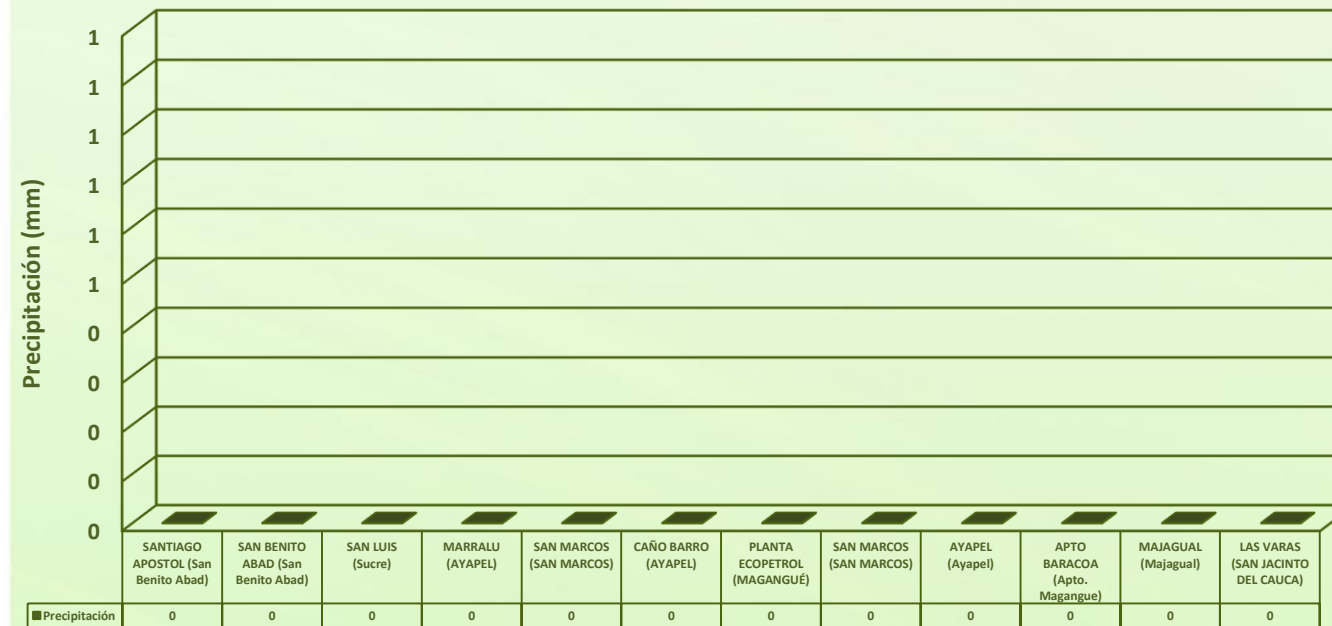 Precipitación (mm)
1
1
1
1
1
1
0
0
0
0
0
SANTIAGO
APOSTOL (San
Benito Abad)
SAN BENITO
ABAD (San
Benito Abad)
SAN LUIS
(Sucre)
MARRALU
(AYAPEL)
SAN MARCOS
(SAN MARCOS)
CAÑO BARRO
(AYAPEL)
PLANTA
ECOPETROL
(MAGANGUÉ)
SAN MARCOS
(SAN MARCOS)
AYAPEL
(Ayapel)
APTO
BARACOA
(Apto.
Magangue)
MAJAGUAL
(Majagual)
LAS VARAS
(SAN JACINTO
DEL CAUCA)
Precipitación 0 0 0 0 0 0 0 0 0 0 0 0